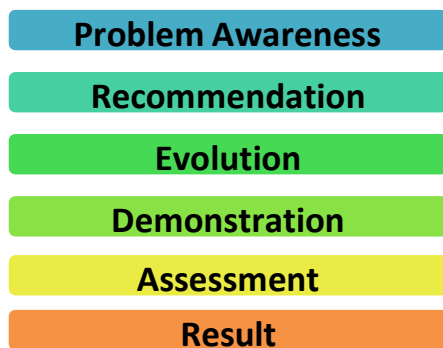 Problem Awareness
Recommendation
Evolution
Demonstration
Assessment
Result